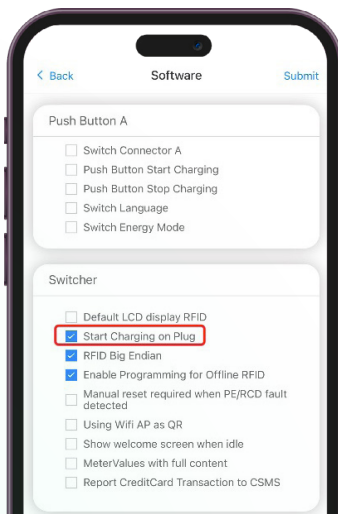 Back
Software
Submit
Push Button A
Switch Connector A
Push Button Start Charging
Push Button Stop Charging
Switch Language
Switch Energy Mode
Switcher
Default LCD display RFID
Start Charging on Plug
RFID Big Endian
Enable Programming for Offline RFID
Manual reset required when PE/RCD fault
detected
Using Wifi AP as QR
Show welcome screen when idle
MeterValues with full content
Report CreditCard Transaction to CSMS